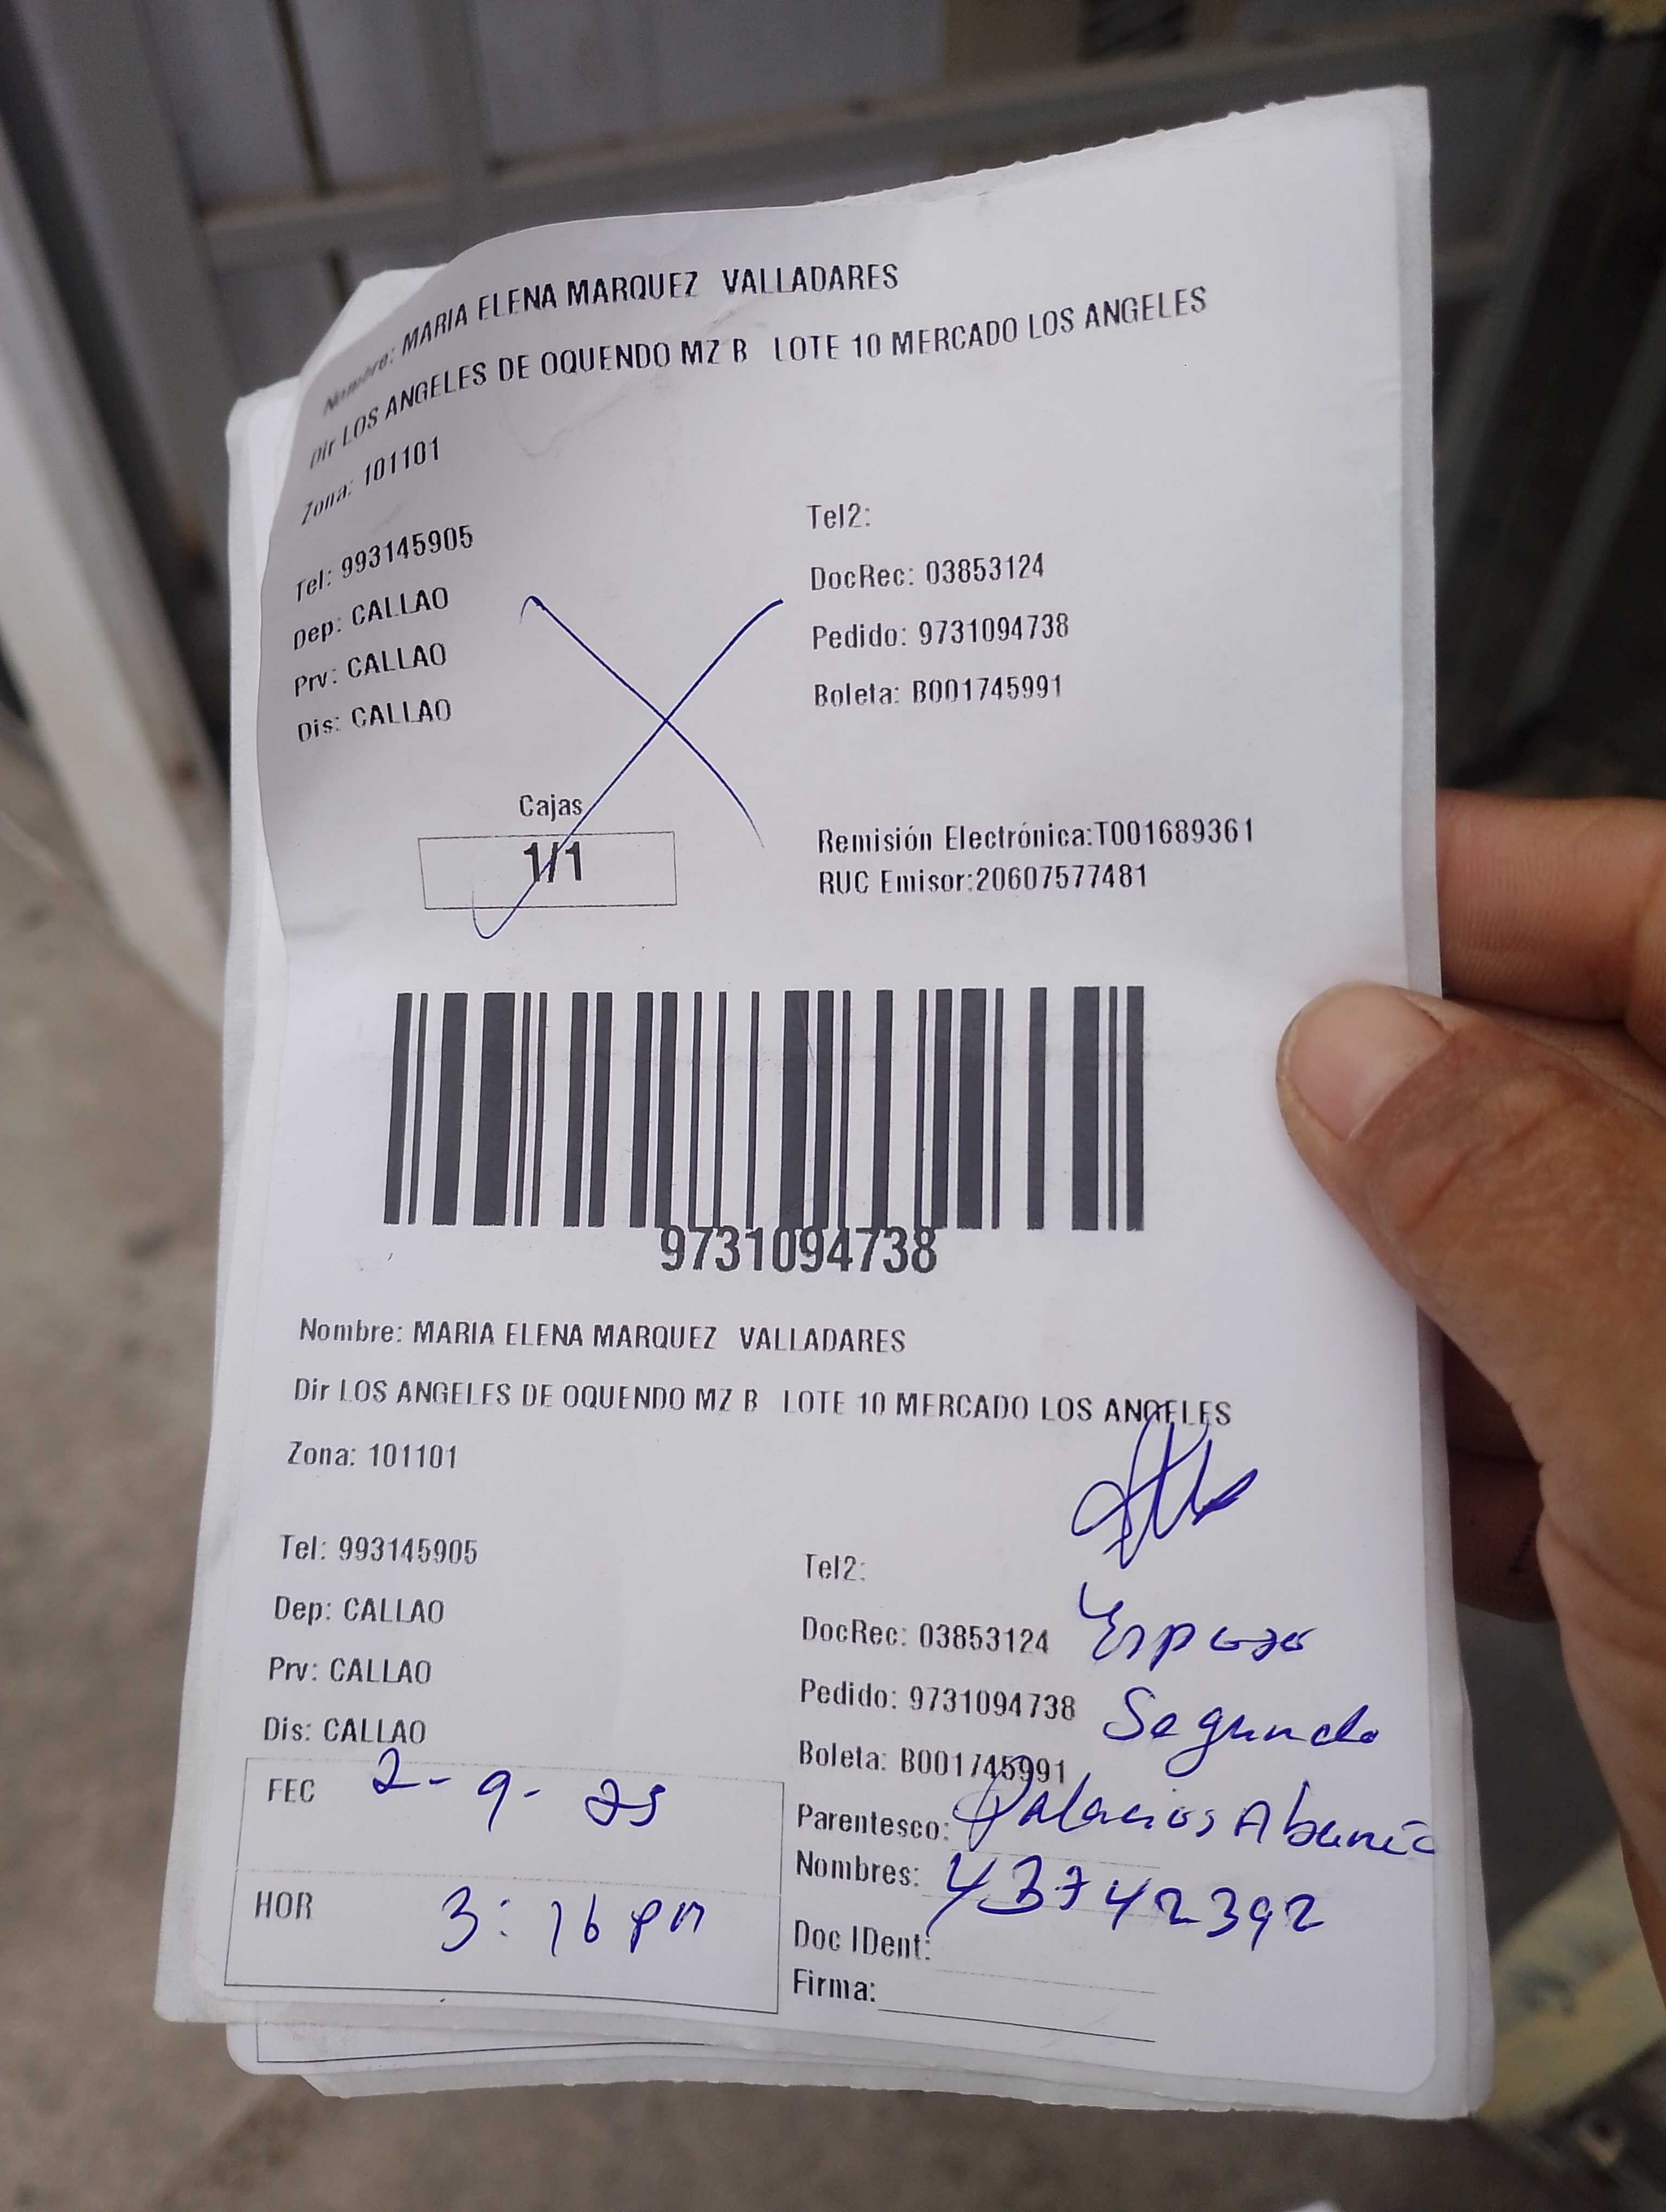 Nombre: MARIA ELENA MARQUEZ VALLADARES
Dir LOS ANGELES DE OQUENDO MZ B LOTE 10 MERCADO LOS ANGELES
Zona: 101101
Tel: 993145905
Tel2:
Dep: CALLAO
DocRec: 03853124
Prv: CALLAO
Pedido: 9731094738
Dis: CALLAO
Boleta: B001745991
Cajas
1/1
Remisión Electrónica:T001689361
RUC Emisor:20607577481
9731094738
Nombre: MARIA ELENA MARQUEZ VALLADARES
Dir LOS ANGELES DE OQUENDO MZ B LOTE 10 MERCADO LOS ANGELES
Zona: 101101
Tel: 993145905
Tel2:
Dep: CALLAO
DocRec: 03853124 Esposo
Prv: CALLAO
Pedido: 9731094738 Segundo
Dis: CALLAO
Boleta: B001745991
FEC 2-9-25
Parentesco: Palacios
Nombres: 43742392
HOR 3:16 pm
Doc IDent:
Firma: